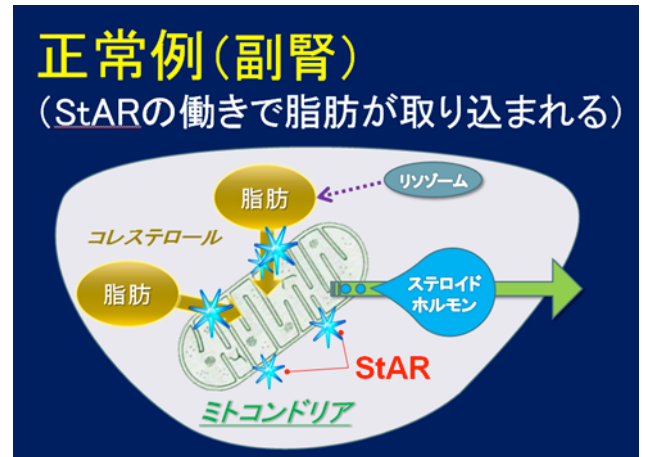 正常例(副腎)
(StARの働きで脂肪が取り込まれる)
脂肪
リソゾーム
コレステロール
脂肪
ステロイド
ホルモン
StAR
ミトコンドリア